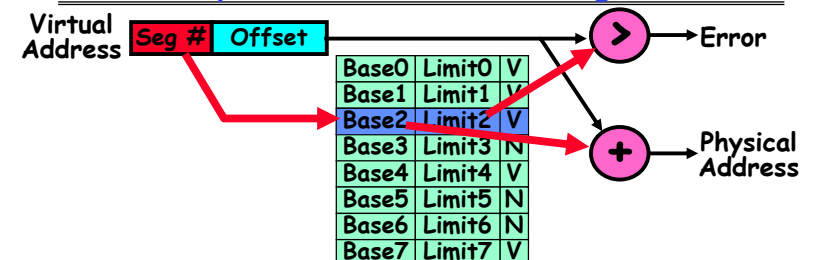 Virtual
Address
Seg # Offset
> Error
Base0 Limit0 V
Base1 Limit1 V
Base2 Limit2 V
Base3 Limit3 N
Base4 Limit4 V
Base5 Limit5 N
Base6 Limit6 N
Base7 Limit7 V
+ Physical
Address